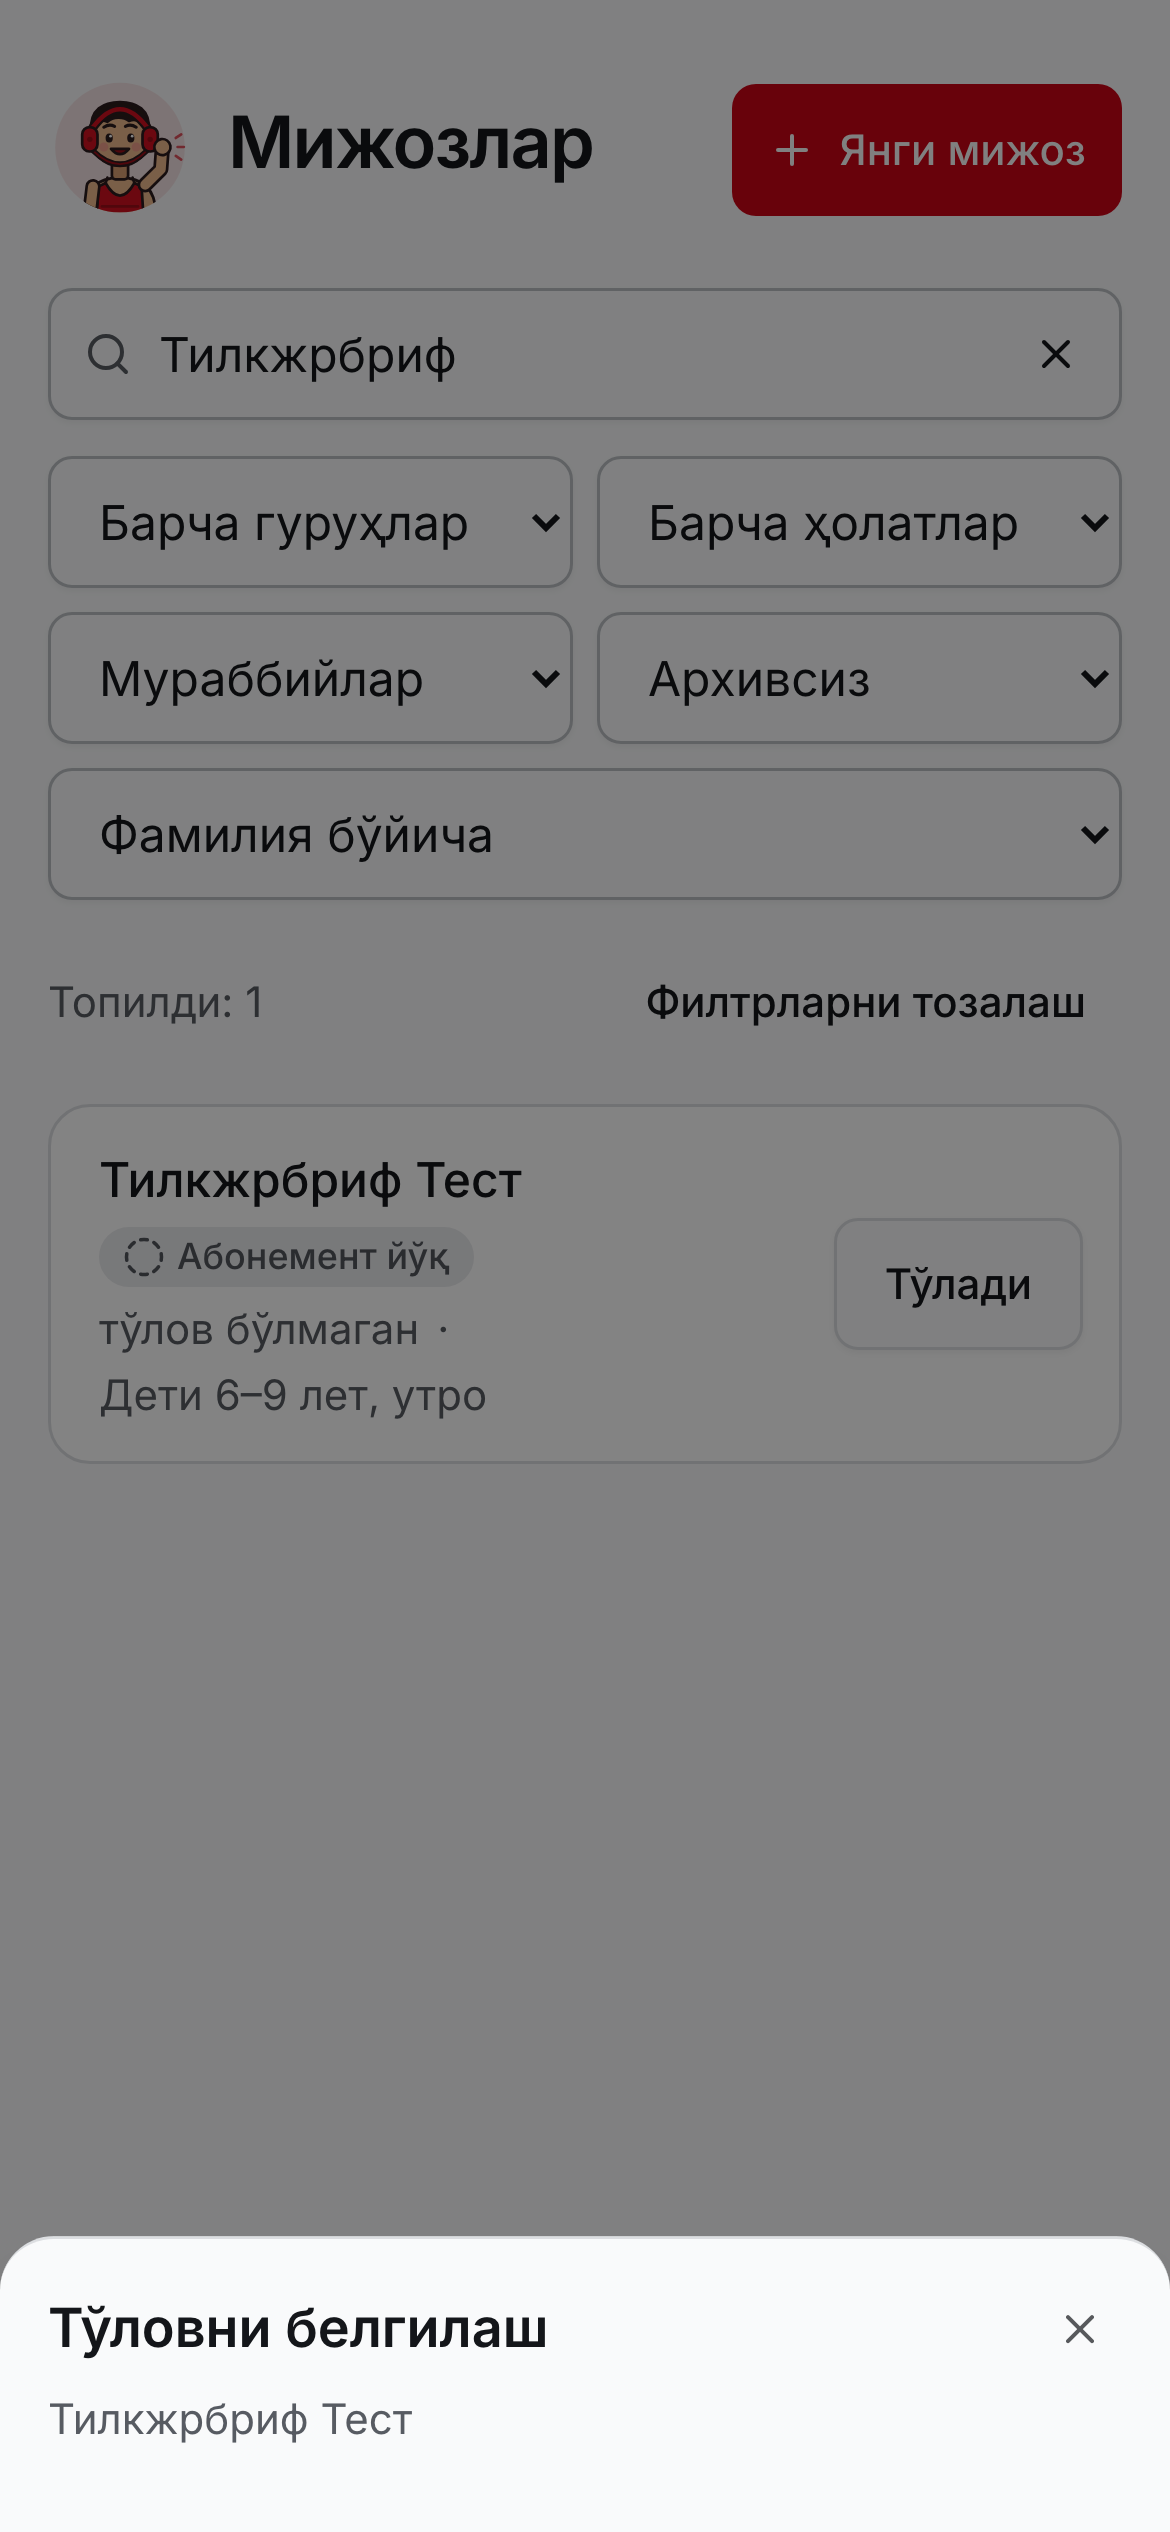 Мижозлар
Янги мижоз
Тилкжрбриф
Барча гуруҳлар
Барча ҳолатлар
Мураббийлар
Архивсиз
Фамилия бўйича
Топилди: 1
Филтрларни тозалаш
Тилкжрбриф Тест
Абонемент йўқ
тўлов бўлмаган ·
Дети 6–9 лет, утро
Тўлади
Тўловни белгилаш
Тилкжрбриф Тест